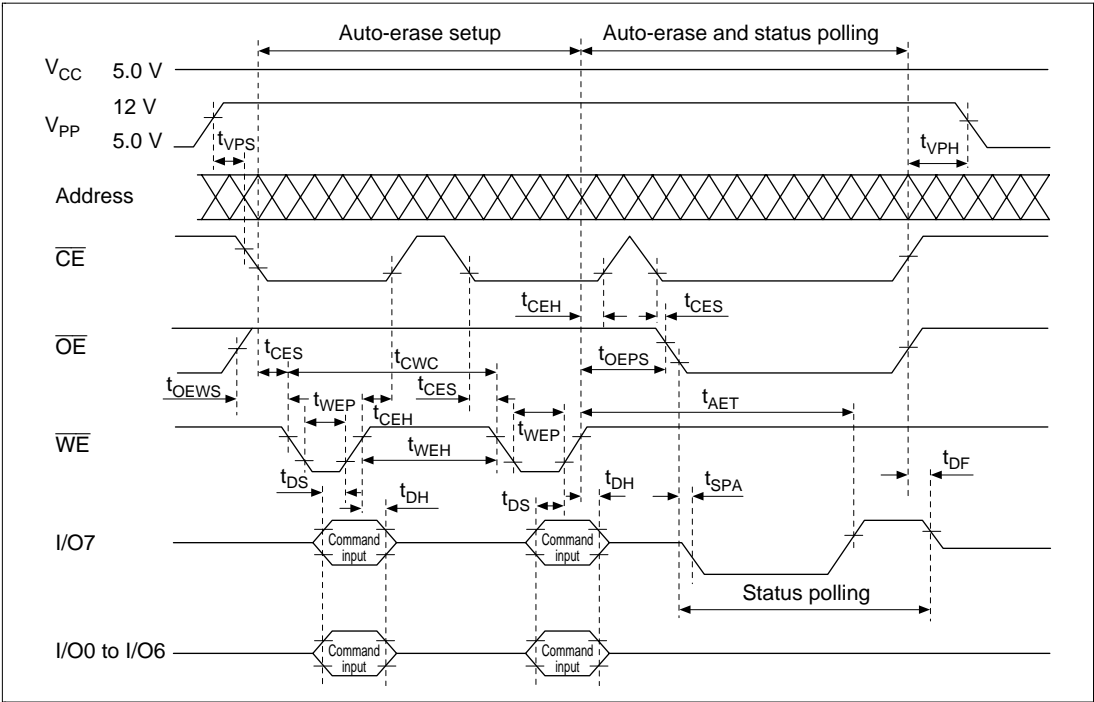 Auto-erase setup Auto-erase and status polling
VCC 5.0 V
12 V
VPP
5.0 V
tVPS
tVPH
Address
CE
tCEH
tCES
OE
tCES
tCWC
tOEPS
tOEWS
tWEP
tCES
tAET
tCEH
tWEP
WE
tWEH
tDF
tDS
tDH
tDS
tDH
tSPA
I/O7
Command
input
Command
input
Status polling
I/O0 to I/O6
Command
input
Command
input